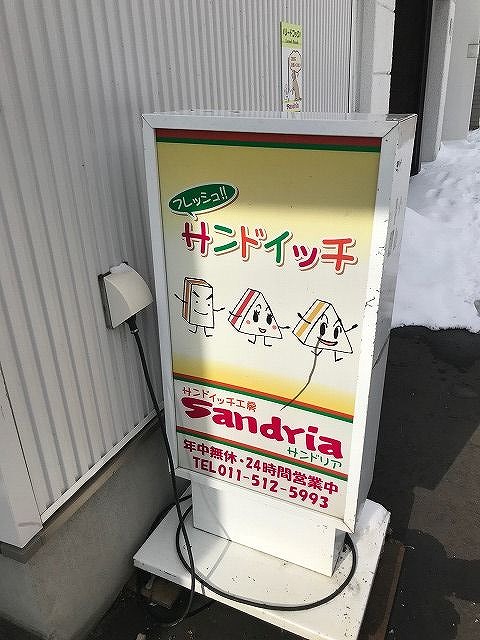 フレッシュ!!
サンドイッチ
サンドイッチ工房
Sandria
サンドリア
年中無休・24時間営業中
TEL011-512-5993